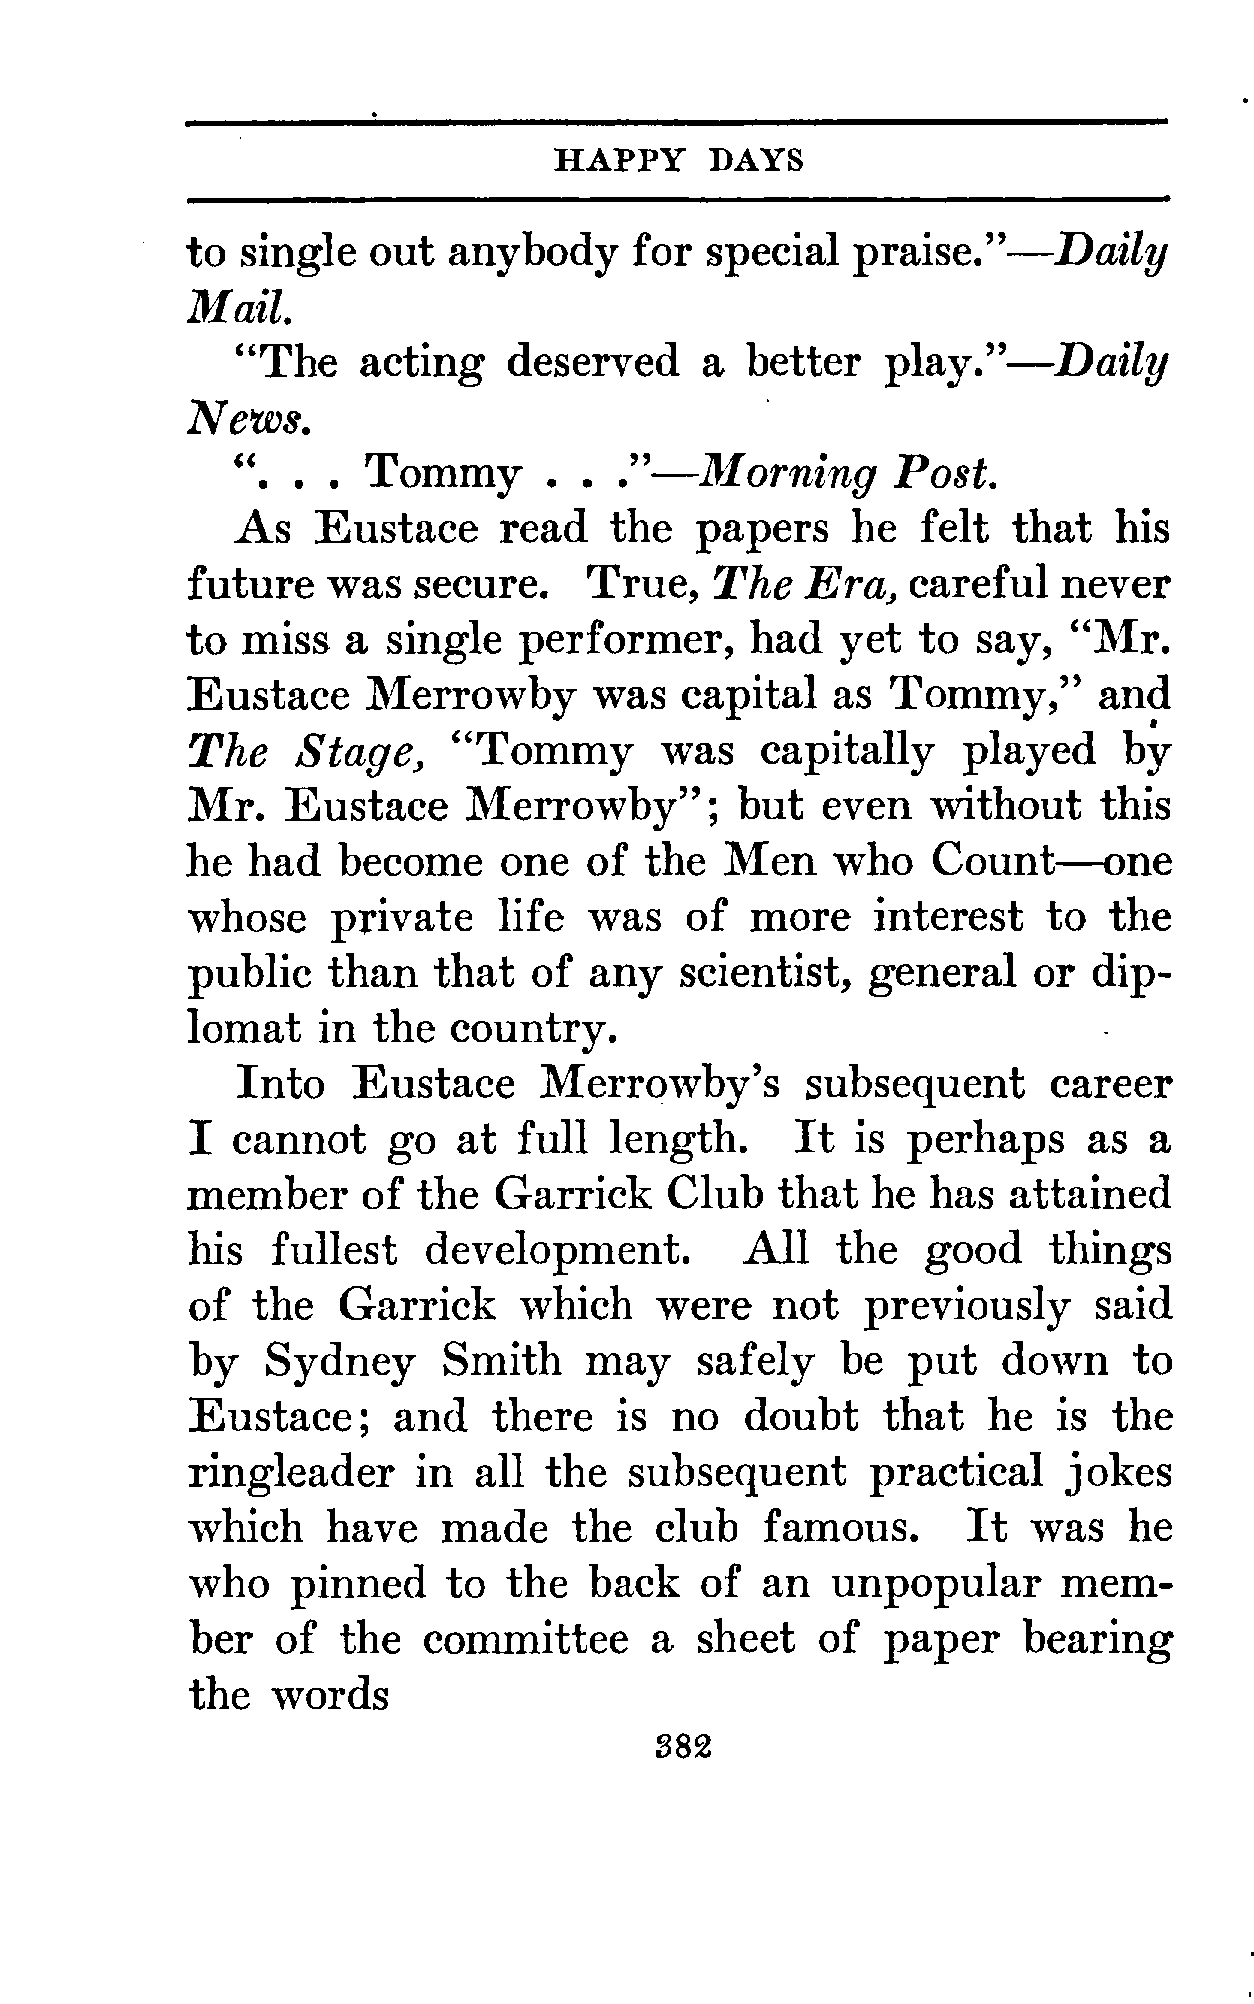 HAPPY DAYS
to single out anybody for special praise."—Daily
Mail.
"The acting deserved a better play."—Daily
News.
". . . Tommy . . ."—Morning Post.
As Eustace read the papers he felt that his
future was secure. True, The Era, careful never
to miss a single performer, had yet to say, "Mr.
Eustace Merrowby was capital as Tommy," and
The Stage, "Tommy was capitally played by
Mr. Eustace Merrowby"; but even without this
he had become one of the Men who Count—one
whose private life was of more interest to the
public than that of any scientist, general or dip-
lomat in the country.
Into Eustace Merrowby's subsequent career
I cannot go at full length. It is perhaps as a
member of the Garrick Club that he has attained
his fullest development. All the good things
of the Garrick which were not previously said
by Sydney Smith may safely be put down to
Eustace; and there is no doubt that he is the
ringleader in all the subsequent practical jokes
which have made the club famous. It was he
who pinned to the back of an unpopular mem-
ber of the committee a sheet of paper bearing
the words
382